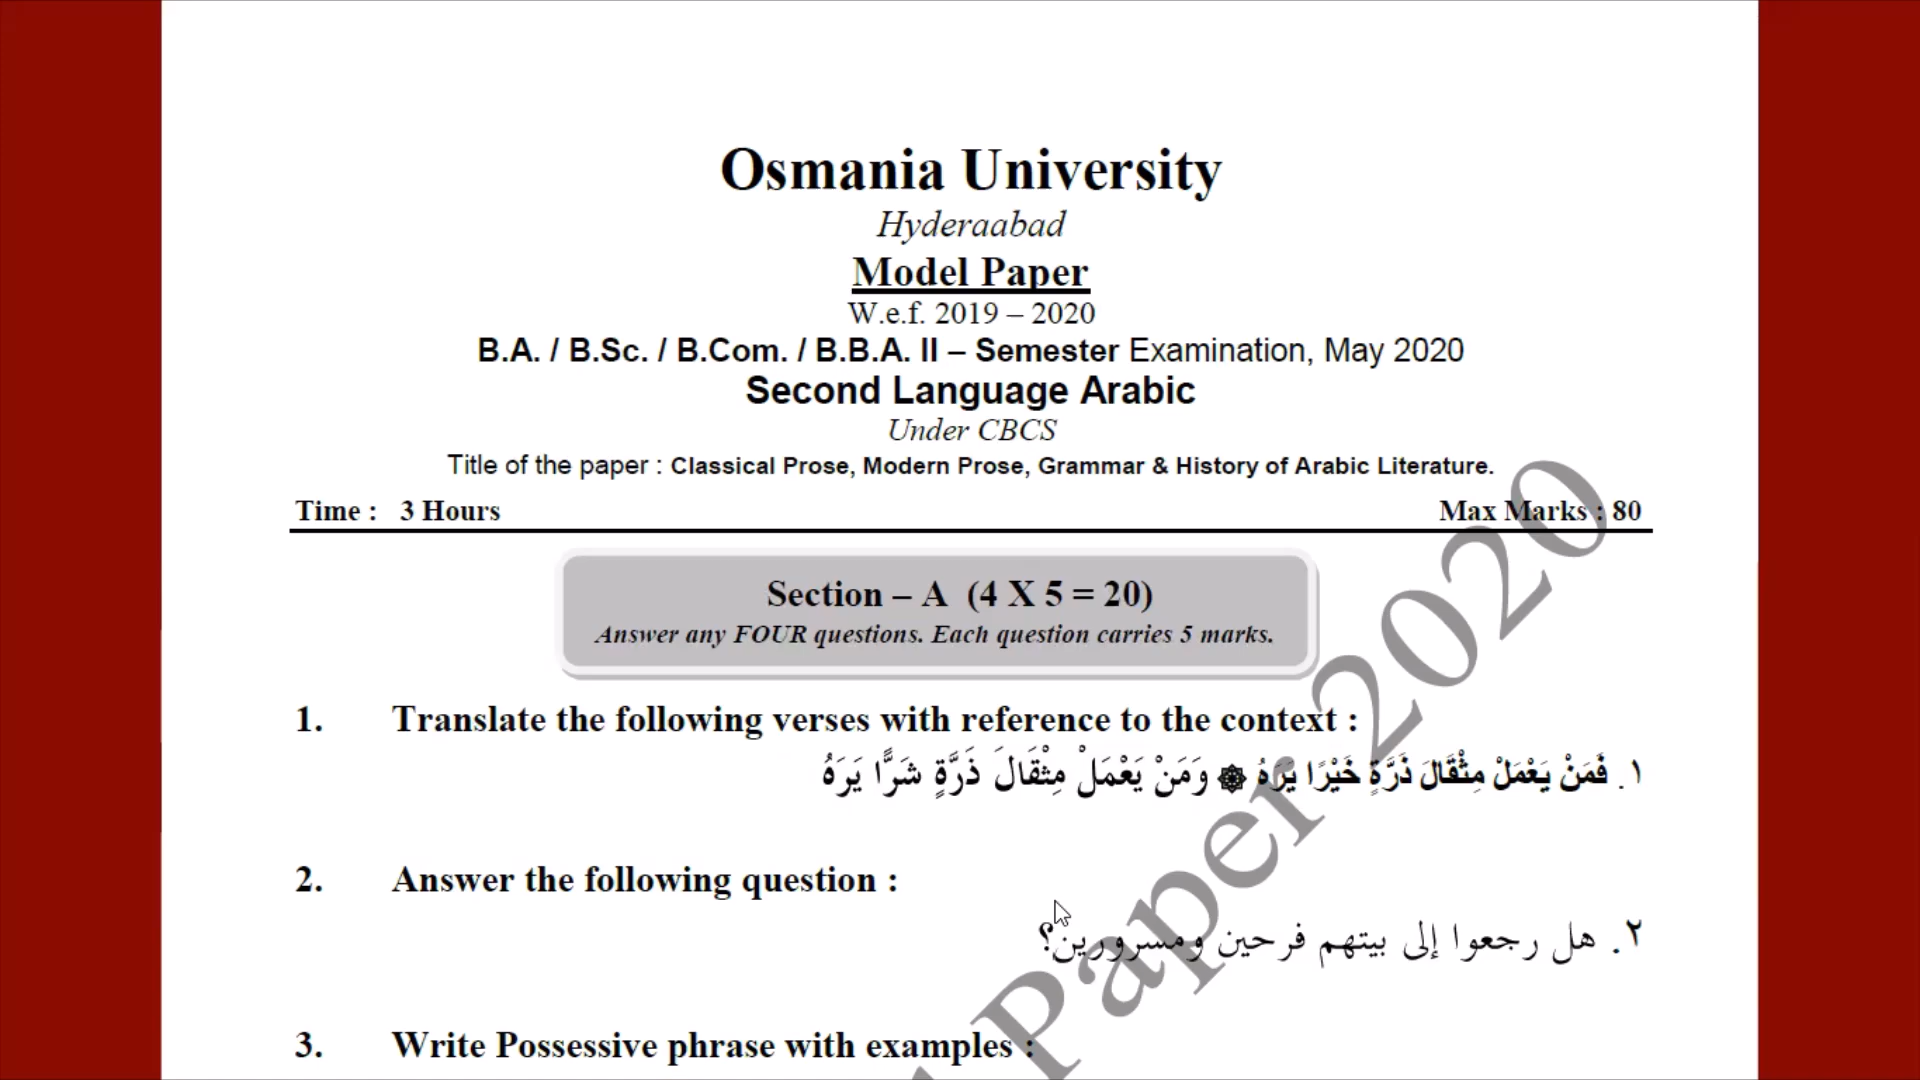 Osmania University
Hyderaabad
Model Paper
W.e.f. 2019 – 2020
B.A. / B.Sc. / B.Com. / B.B.A. II – Semester Examination, May 2020
Second Language Arabic
Under CBCS
Title of the paper : Classical Prose, Modern Prose, Grammar & History of Arabic Literature.
Time : 3 Hours Max Marks : 80
Section – A (4 X 5 = 20)
Answer any FOUR questions. Each question carries 5 marks.
1. Translate the following verses with reference to the context :
١. فَمَنْ يَعْمَلْ مِثْقَالَ ذَرَّةٍ خَيْرًا يَرَهُ ۞ وَمَنْ يَعْمَلْ مِثْقَالَ ذَرَّةٍ شَرًّا يَرَهُ
2. Answer the following question :
٢. هل رجعوا إلى بيتهم فرحين ومسرورين؟
3. Write Possessive phrase with examples :
Paper 2020